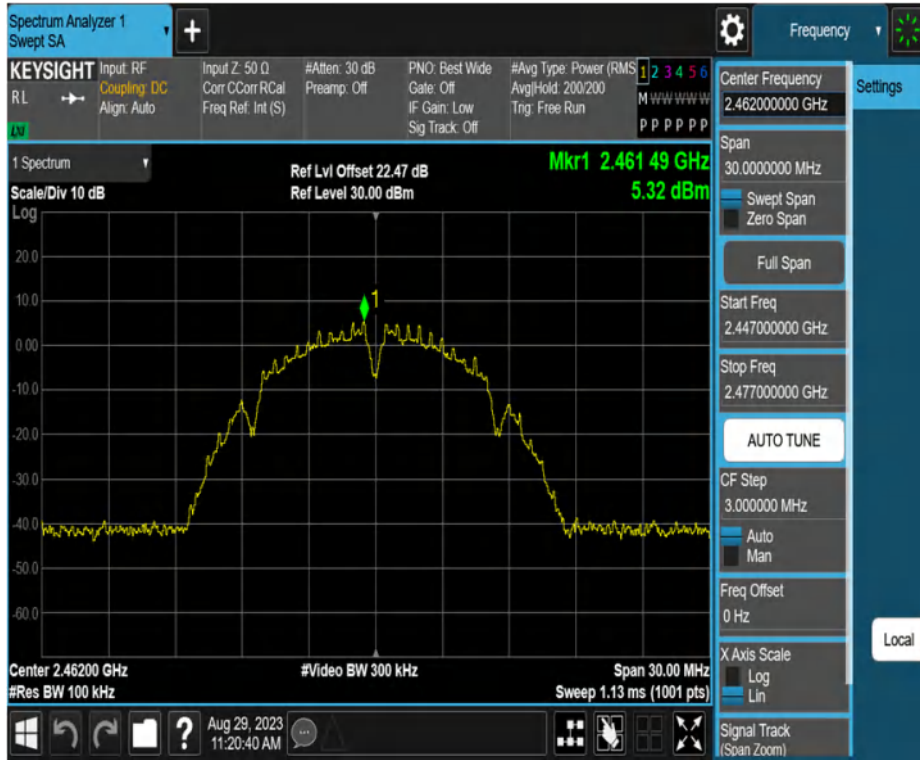 Spectrum Analyzer 1
Swept SA
+
Frequency
KEYSIGHT
RL
LXI
Input: RF
Coupling: DC
Align: Auto
Input Z: 50 Ω
Corr CCorr RCal
Freq Ref: Int (S)
#Atten: 30 dB
Preamp: Off
PNO: Best Wide
Gate: Off
IF Gain: Low
Sig Track: Off
#Avg Type: Power (RMS
Avg|Hold: 200/200
Trig: Free Run
1 2 3 4 5 6
M W W W W W
P P P P P P
1 Spectrum
Scale/Div 10 dB
Log
Ref Lvl Offset 22.47 dB
Ref Level 30.00 dBm
Mkr1 2.461 49 GHz
5.32 dBm
1
20.0
10.0
0.00
-10.0
-20.0
-30.0
-40.0
-50.0
-60.0
Center 2.46200 GHz
#Res BW 100 kHz
#Video BW 300 kHz
Span 30.00 MHz
Sweep 1.13 ms (1001 pts)
?
Aug 29, 2023
11:20:40 AM
Center Frequency
2.462000000 GHz
Span
30.0000000 MHz
Swept Span
Zero Span
Full Span
Start Freq
2.447000000 GHz
Stop Freq
2.477000000 GHz
AUTO TUNE
CF Step
3.000000 MHz
Auto
Man
Freq Offset
0 Hz
X Axis Scale
Log
Lin
Signal Track
(Span Zoom)
Settings
Local